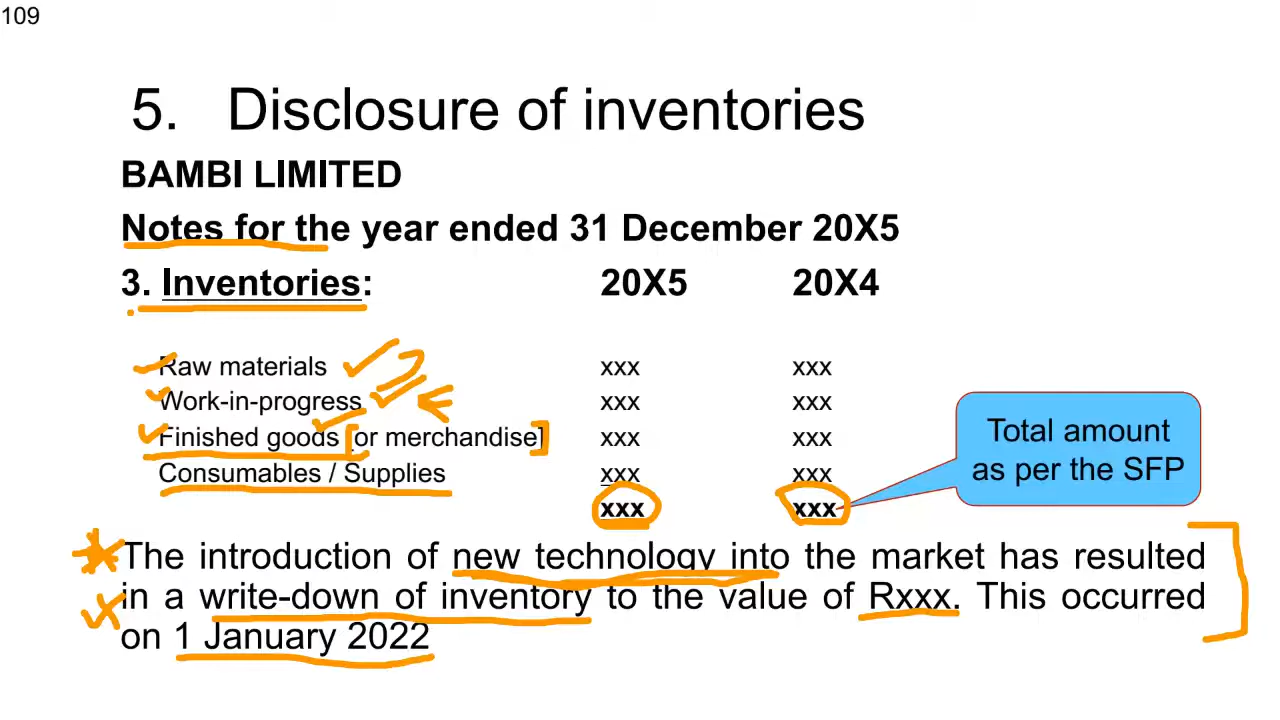 109
5. Disclosure of inventories
BAMBI LIMITED
Notes for the year ended 31 December 20X5
3. Inventories: 20X5 20X4
Raw materials xxx xxx
Work-in-progress xxx xxx
Finished goods [or merchandise] xxx xxx
Consumables / Supplies xxx xxx
xxx xxx
Total amount
as per the SFP
The introduction of new technology into the market has resulted
in a write-down of inventory to the value of Rxxx. This occurred
on 1 January 2022